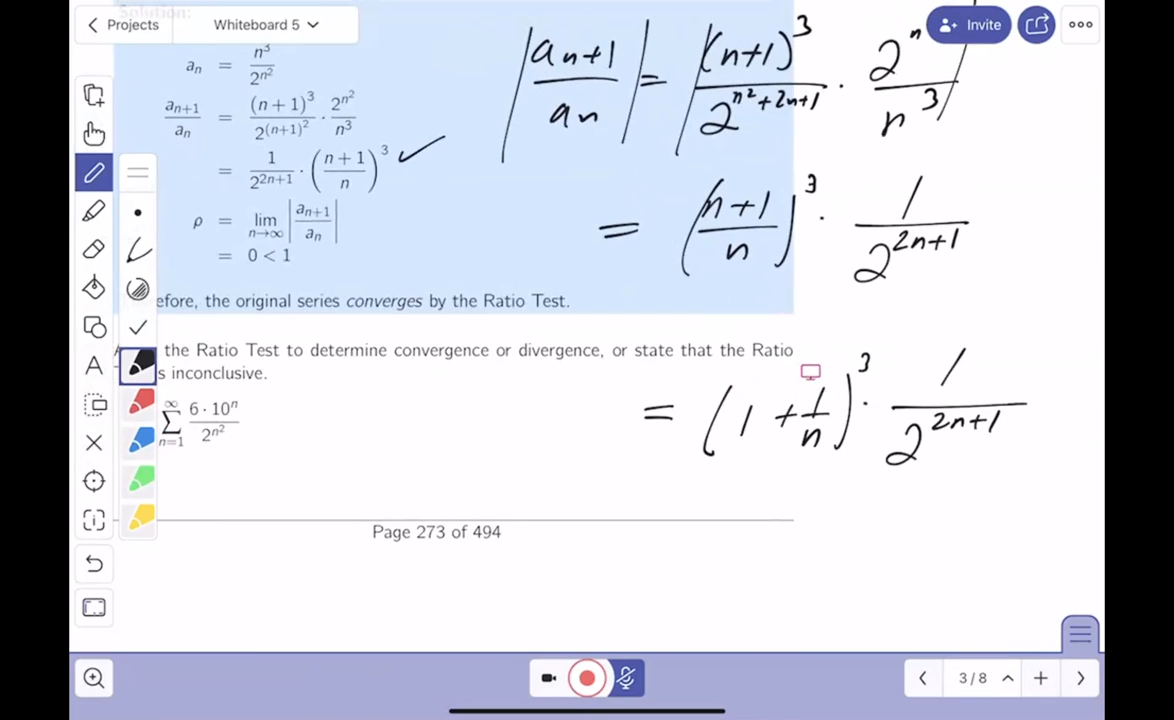 Solution:
Projects
Whiteboard 5
Invite
a_n = n^3 / 2^{n^2}
a_{n+1} / a_n = (n+1)^3 / 2^{(n+1)^2} · 2^{n^2} / n^3
= 1 / 2^{2n+1} · ((n+1) / n)^3 ✓
ρ = lim_{n→∞} |a_{n+1} / a_n|
= 0 < 1
efore, the original series converges by the Ratio Test.
the Ratio Test to determine convergence or divergence, or state that the Ratio
s inconclusive.
∞ ∑ n=1 6 · 10^n / 2^{n^2}
Page 273 of 494
|a_{n+1} / a_n| = |(n+1)^3 / 2^{n^2+2n+1} · 2^n / n^3|
= ((n+1) / n)^3 · 1 / 2^{2n+1}
= (1 + 1/n)^3 · 1 / 2^{2n+1}
A
3 / 8